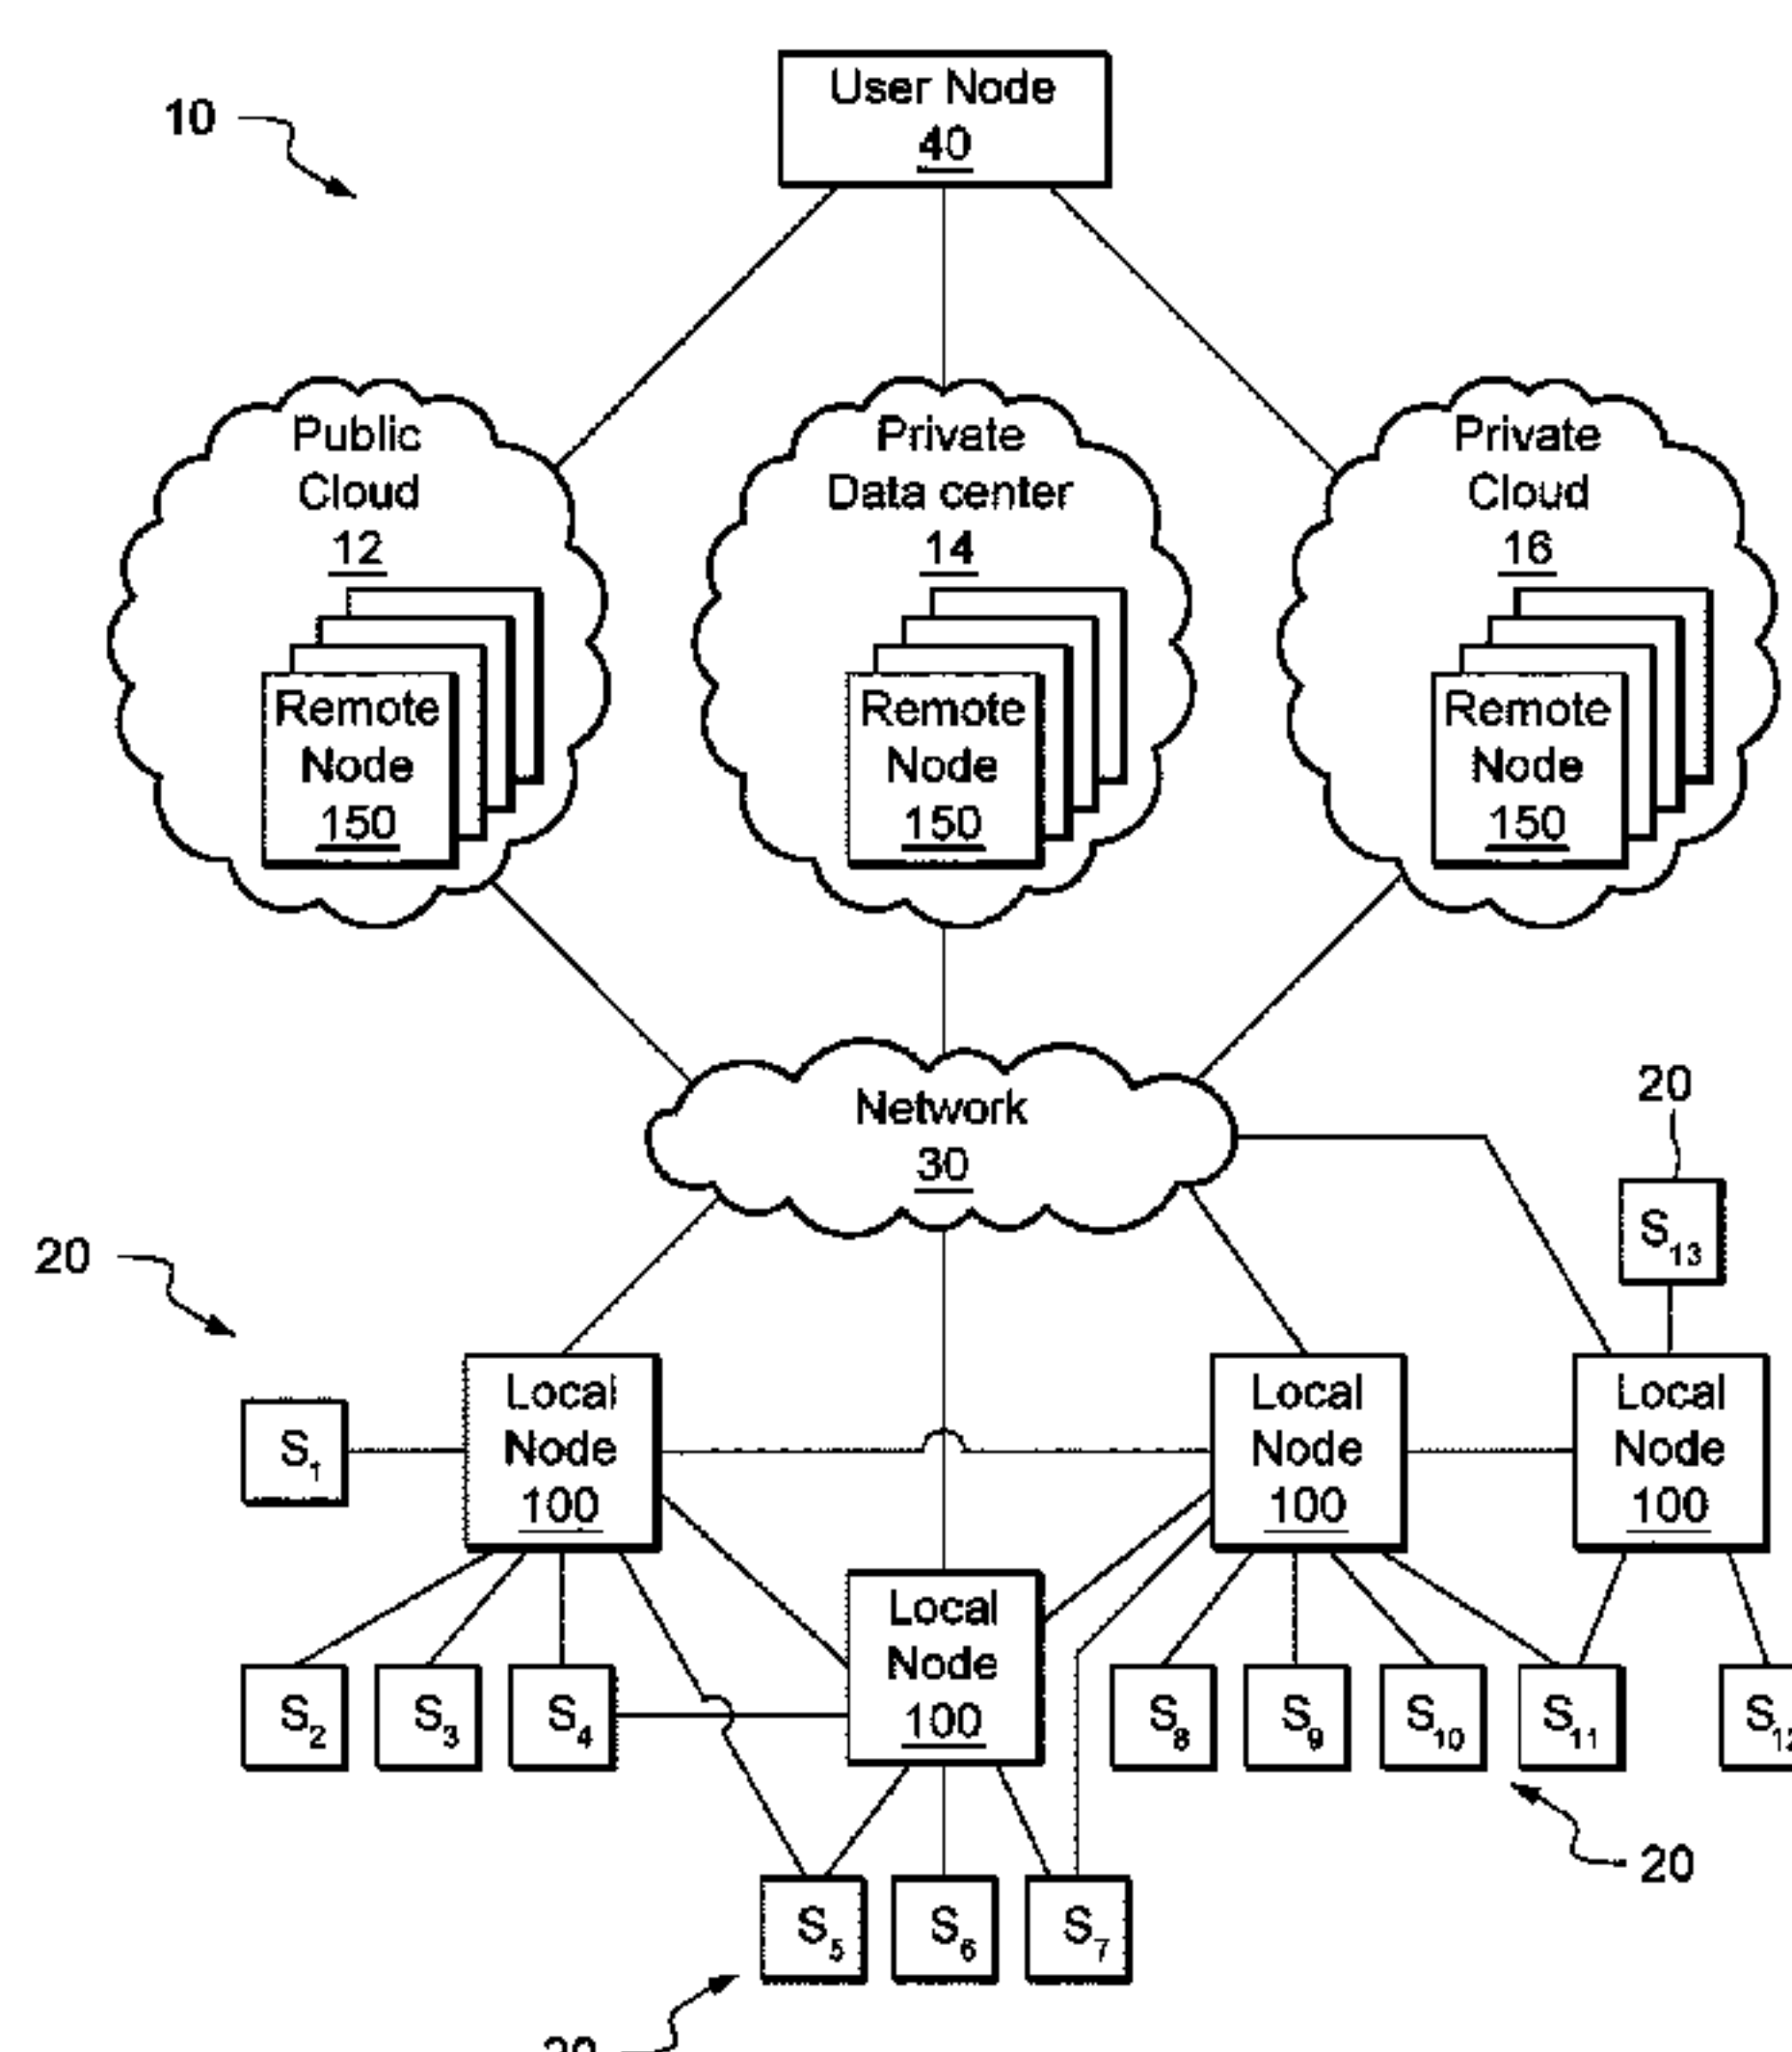 User Node
40
10
Public
Cloud
12
Private
Data center
14
Private
Cloud
16
Remote
Node
150
Remote
Node
150
Remote
Node
150
Network
30
20
S13
20
Local
Node
100
Local
Node
100
Local
Node
100
S1
Local
Node
100
S2
S3
S4
S8
S9
S10
S11
S12
20
S5
S6
S7